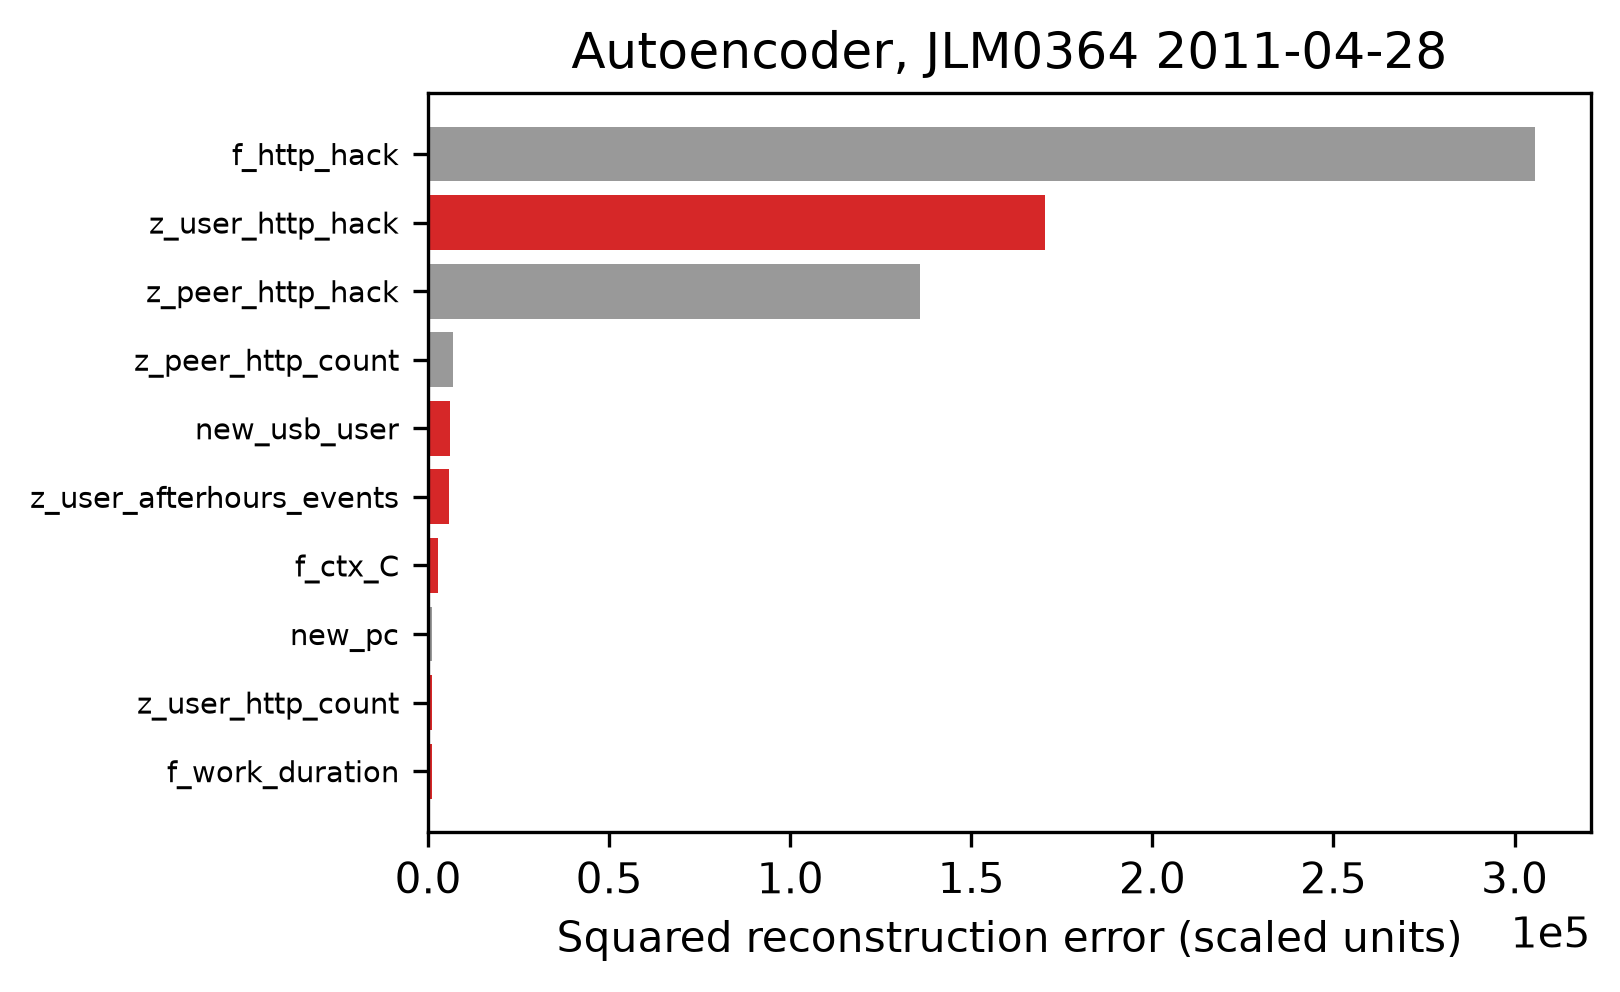 Autoencoder, JLM0364 2011-04-28
f_http_hack
z_user_http_hack
z_peer_http_hack
z_peer_http_count
new_usb_user
z_user_afterhours_events
f_ctx_C
new_pc
z_user_http_count
f_work_duration
0.0 0.5 1.0 1.5 2.0 2.5 3.0
Squared reconstruction error (scaled units) 1e5